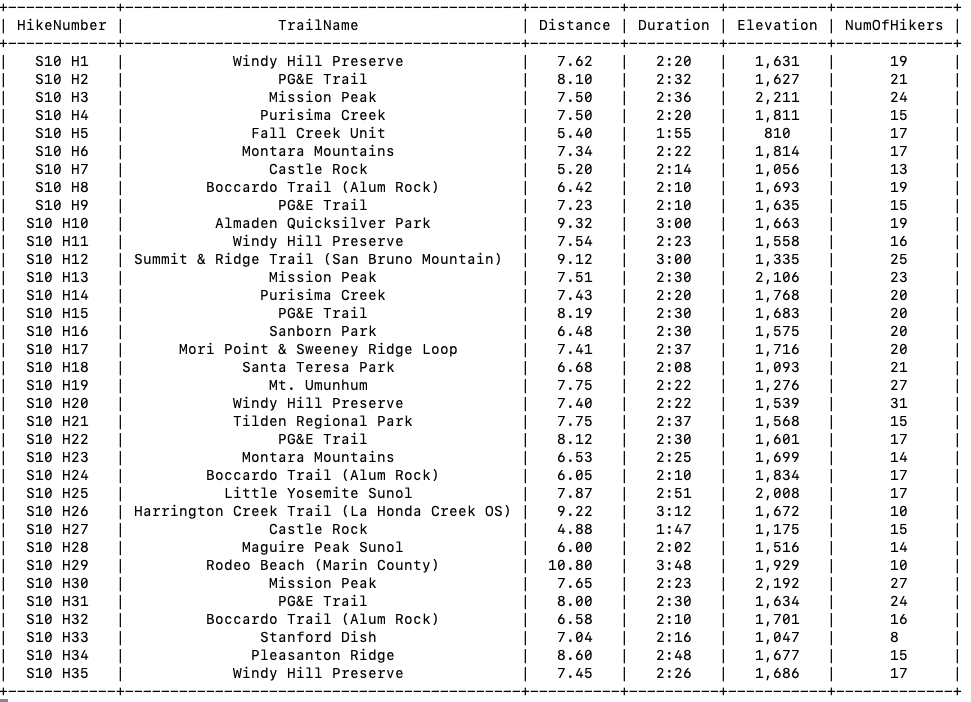 HikeNumber | TrailName | Distance | Duration | Elevation | NumOfHikers
S10 H1 | Windy Hill Preserve | 7.62 | 2:20 | 1,631 | 19
S10 H2 | PG&E Trail | 8.10 | 2:32 | 1,627 | 21
S10 H3 | Mission Peak | 7.50 | 2:36 | 2,211 | 24
S10 H4 | Purisima Creek | 7.50 | 2:20 | 1,811 | 15
S10 H5 | Fall Creek Unit | 5.40 | 1:55 | 810 | 17
S10 H6 | Montara Mountains | 7.34 | 2:22 | 1,814 | 17
S10 H7 | Castle Rock | 5.20 | 2:14 | 1,056 | 13
S10 H8 | Boccardo Trail (Alum Rock) | 6.42 | 2:10 | 1,693 | 19
S10 H9 | PG&E Trail | 7.23 | 2:10 | 1,635 | 15
S10 H10 | Almaden Quicksilver Park | 9.32 | 3:00 | 1,663 | 19
S10 H11 | Windy Hill Preserve | 7.54 | 2:23 | 1,558 | 16
S10 H12 | Summit & Ridge Trail (San Bruno Mountain) | 9.12 | 3:00 | 1,335 | 25
S10 H13 | Mission Peak | 7.51 | 2:30 | 2,106 | 23
S10 H14 | Purisima Creek | 7.43 | 2:20 | 1,768 | 20
S10 H15 | PG&E Trail | 8.19 | 2:30 | 1,683 | 20
S10 H16 | Sanborn Park | 6.48 | 2:30 | 1,575 | 20
S10 H17 | Mori Point & Sweeney Ridge Loop | 7.41 | 2:37 | 1,716 | 20
S10 H18 | Santa Teresa Park | 6.68 | 2:08 | 1,093 | 21
S10 H19 | Mt. Umunhum | 7.75 | 2:22 | 1,276 | 27
S10 H20 | Windy Hill Preserve | 7.40 | 2:22 | 1,539 | 31
S10 H21 | Tilden Regional Park | 7.75 | 2:37 | 1,568 | 15
S10 H22 | PG&E Trail | 8.12 | 2:30 | 1,601 | 17
S10 H23 | Montara Mountains | 6.53 | 2:25 | 1,699 | 14
S10 H24 | Boccardo Trail (Alum Rock) | 6.05 | 2:10 | 1,834 | 17
S10 H25 | Little Yosemite Sunol | 7.87 | 2:51 | 2,008 | 17
S10 H26 | Harrington Creek Trail (La Honda Creek OS) | 9.22 | 3:12 | 1,672 | 10
S10 H27 | Castle Rock | 4.88 | 1:47 | 1,175 | 15
S10 H28 | Maguire Peak Sunol | 6.00 | 2:02 | 1,516 | 14
S10 H29 | Rodeo Beach (Marin County) | 10.80 | 3:48 | 1,929 | 10
S10 H30 | Mission Peak | 7.65 | 2:23 | 2,192 | 27
S10 H31 | PG&E Trail | 8.00 | 2:30 | 1,634 | 24
S10 H32 | Boccardo Trail (Alum Rock) | 6.58 | 2:10 | 1,701 | 16
S10 H33 | Stanford Dish | 7.04 | 2:16 | 1,047 | 8
S10 H34 | Pleasanton Ridge | 8.60 | 2:48 | 1,677 | 15
S10 H35 | Windy Hill Preserve | 7.45 | 2:26 | 1,686 | 17